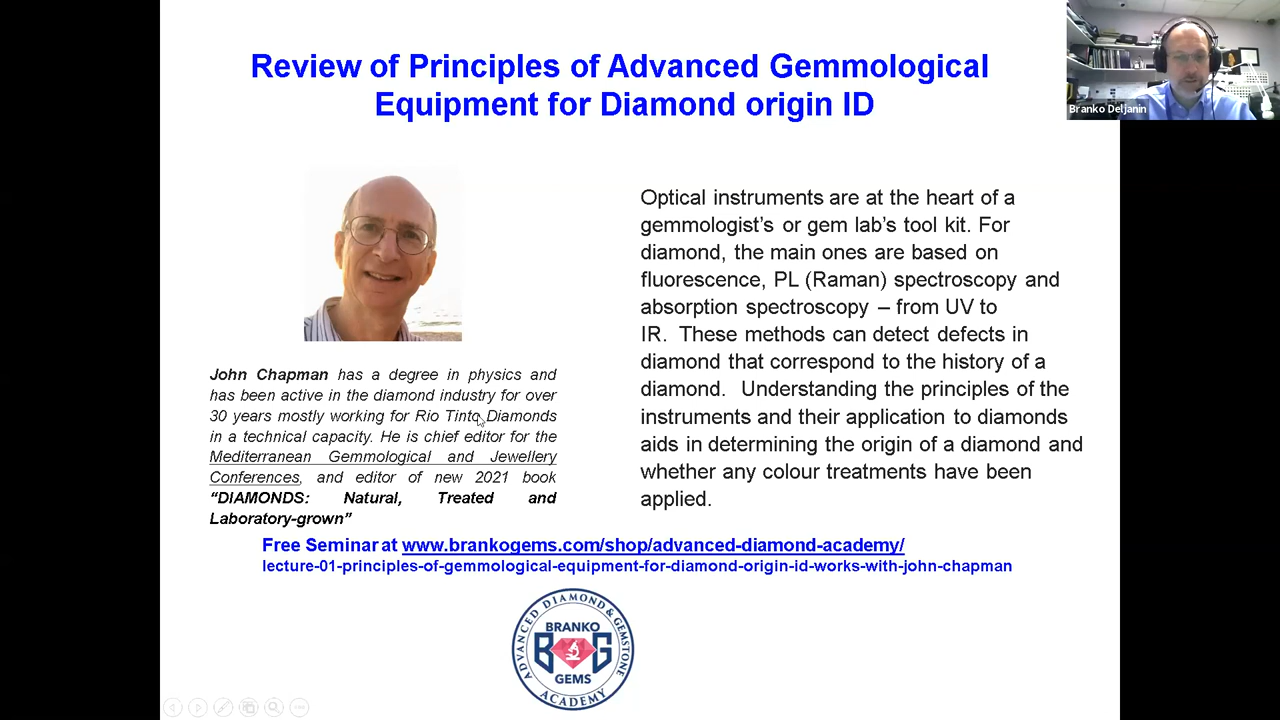 Review of Principles of Advanced Gemmological
Equipment for Diamond origin ID
Branko Deljanin
Optical instruments are at the heart of a
gemmologist's or gem lab's tool kit. For
diamond, the main ones are based on
fluorescence, PL (Raman) spectroscopy and
absorption spectroscopy – from UV to
IR. These methods can detect defects in
diamond that correspond to the history of a
diamond. Understanding the principles of the
instruments and their application to diamonds
aids in determining the origin of a diamond and
whether any colour treatments have been
applied.
John Chapman has a degree in physics and
has been active in the diamond industry for over
30 years mostly working for Rio Tinto Diamonds
in a technical capacity. He is chief editor for the
Mediterranean Gemmological and Jewellery
Conferences, and editor of new 2021 book
“DIAMONDS: Natural, Treated and
Laboratory-grown”
Free Seminar at www.brankogems.com/shop/advanced-diamond-academy/
lecture-01-principles-of-gemmological-equipment-for-diamond-origin-id-works-with-john-chapman
ADVANCED DIAMOND & GEMSTONE
BRANKO
BG
GEMS
ACADEMY